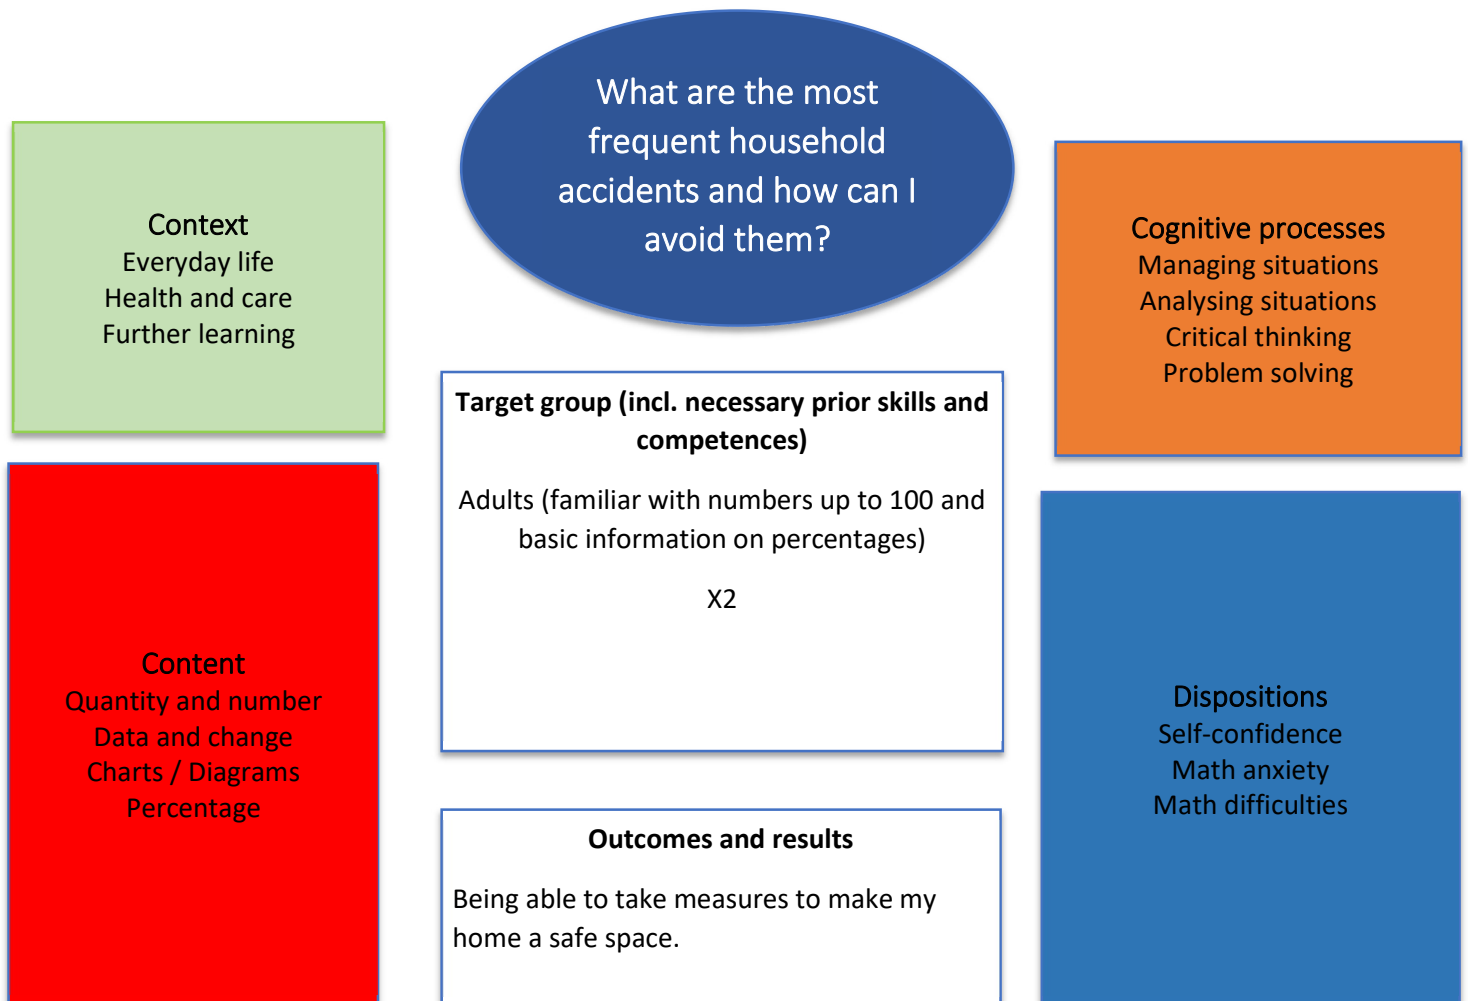 What are the most
frequent household
accidents and how can I
avoid them?
Context
Everyday life
Health and care
Further learning
Cognitive processes
Managing situations
Analysing situations
Critical thinking
Problem solving
Target group (incl. necessary prior skills and
competences)
Adults (familiar with numbers up to 100 and
basic information on percentages)
X2
Content
Quantity and number
Data and change
Charts / Diagrams
Percentage
Dispositions
Self-confidence
Math anxiety
Math difficulties
Outcomes and results
Being able to take measures to make my
home a safe space.